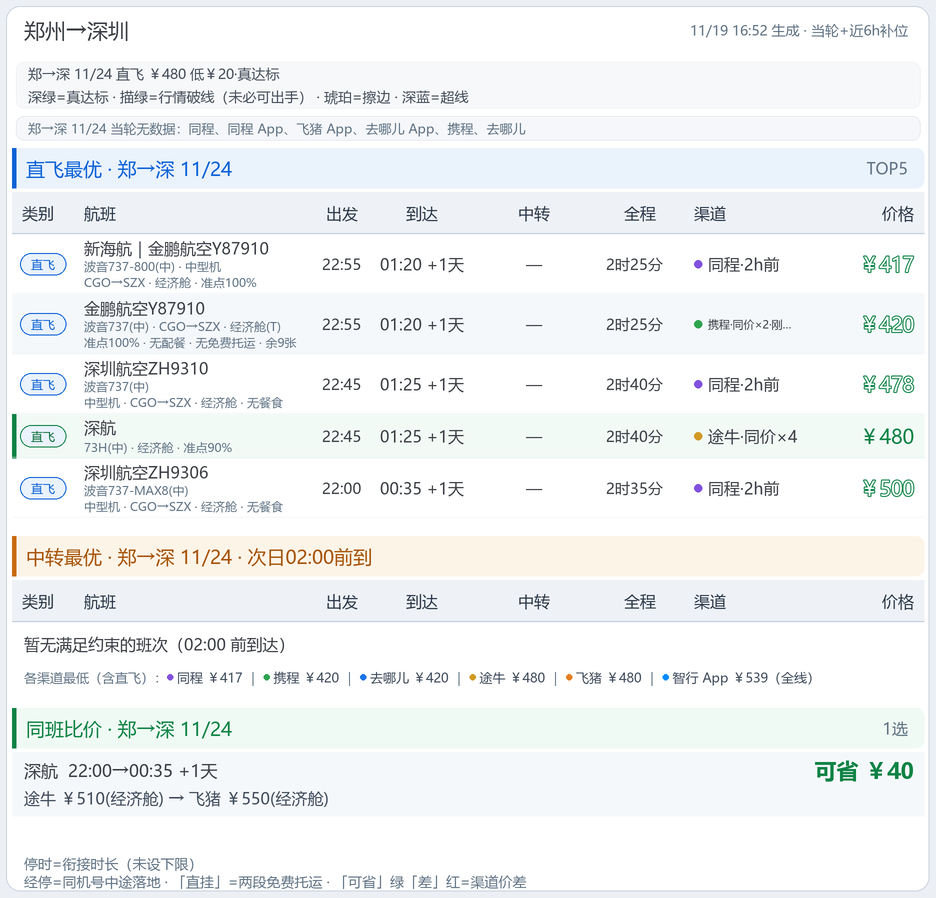 郑州→深圳
11/19 16:52 生成 · 当轮+近6h补位
郑→深 11/24 直飞 ￥480 低￥20·真达标
深绿=真达标 · 描绿=行情破线（未必可出手） · 琥珀=擦边 · 深蓝=超线
郑→深 11/24 当轮无数据：同程、同程 App、飞猪 App、去哪儿 App、携程、去哪儿
直飞最优 · 郑→深 11/24 TOP5
类别 航班 出发 到达 中转 全程 渠道 价格
直飞 新海航｜金鹏航空Y87910 22:55 01:20 +1天 — 2时25分 同程·2h前 ￥417
波音737-800(中) · 中型机
CGO→SZX · 经济舱 · 准点100%
直飞 金鹏航空Y87910 22:55 01:20 +1天 — 2时25分 携程·同价×2·刚... ￥420
波音737(中) · CGO→SZX · 经济舱(T)
准点100% · 无配餐 · 无免费托运 · 余9张
直飞 深圳航空ZH9310 22:45 01:25 +1天 — 2时40分 同程·2h前 ￥478
波音737(中)
中型机 · CGO→SZX · 经济舱 · 无餐食
直飞 深航 22:45 01:25 +1天 — 2时40分 途牛·同价×4 ￥480
73H(中) · 经济舱 · 准点90%
直飞 深圳航空ZH9306 22:00 00:35 +1天 — 2时35分 同程·2h前 ￥500
波音737-MAX8(中)
中型机 · CGO→SZX · 经济舱 · 无餐食
中转最优 · 郑→深 11/24 · 次日02:00前到
类别 航班 出发 到达 中转 全程 渠道 价格
暂无满足约束的班次（02:00 前到达）
各渠道最低（含直飞）: 同程 ￥417 | 携程 ￥420 | 去哪儿 ￥420 | 途牛 ￥480 | 飞猪 ￥480 | 智行 App ￥539（全线）
同班比价 · 郑→深 11/24 1选
深航 22:00→00:35 +1天 可省 ￥40
途牛 ￥510(经济舱) → 飞猪 ￥550(经济舱)
停时=衔接时长（未设下限）
经停=同机号中途落地 · 「直挂」=两段免费托运 · 「可省」绿「差」红=渠道价差